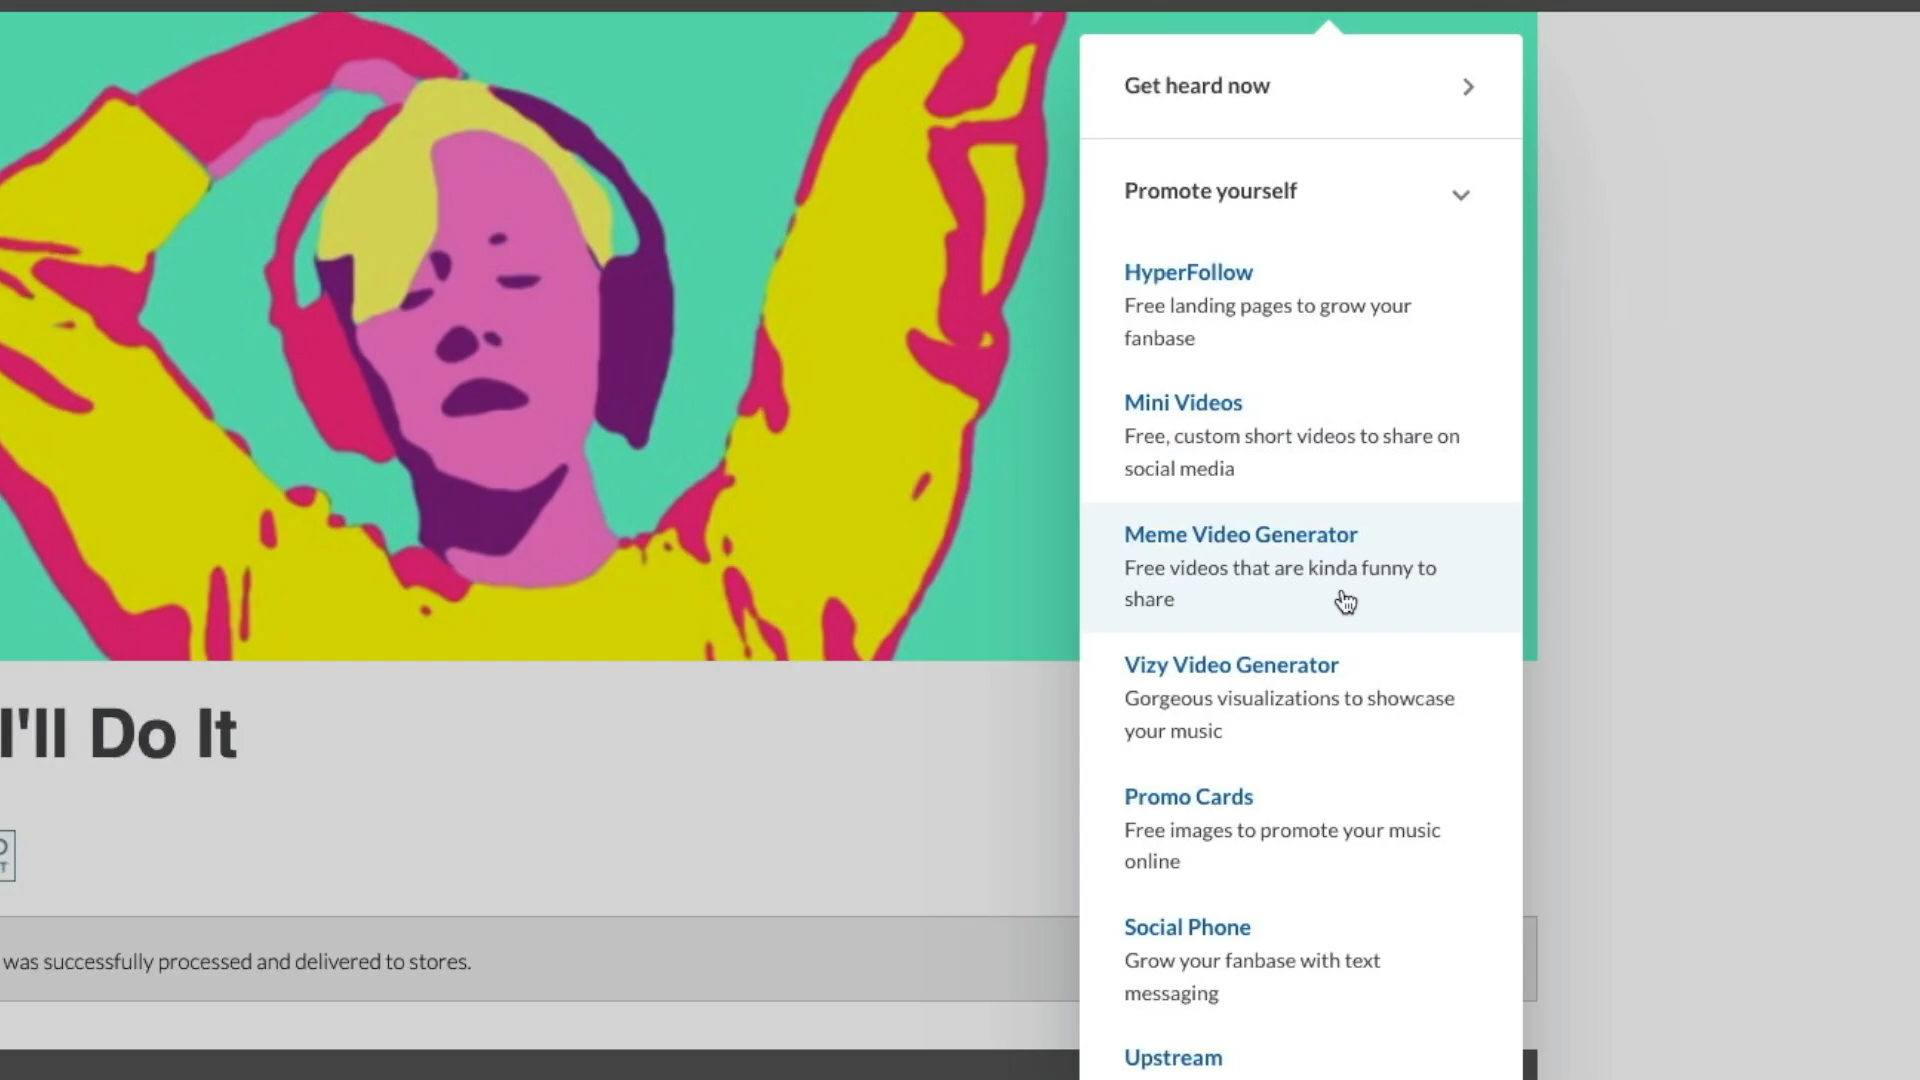 Get heard now
Promote yourself
HyperFollow
Free landing pages to grow your
fanbase
Mini Videos
Free, custom short videos to share on
social media
Meme Video Generator
Free videos that are kinda funny to
share
Vizy Video Generator
Gorgeous visualizations to showcase
your music
Promo Cards
Free images to promote your music
online
Social Phone
Grow your fanbase with text
messaging
Upstream
I'll Do It
was successfully processed and delivered to stores.